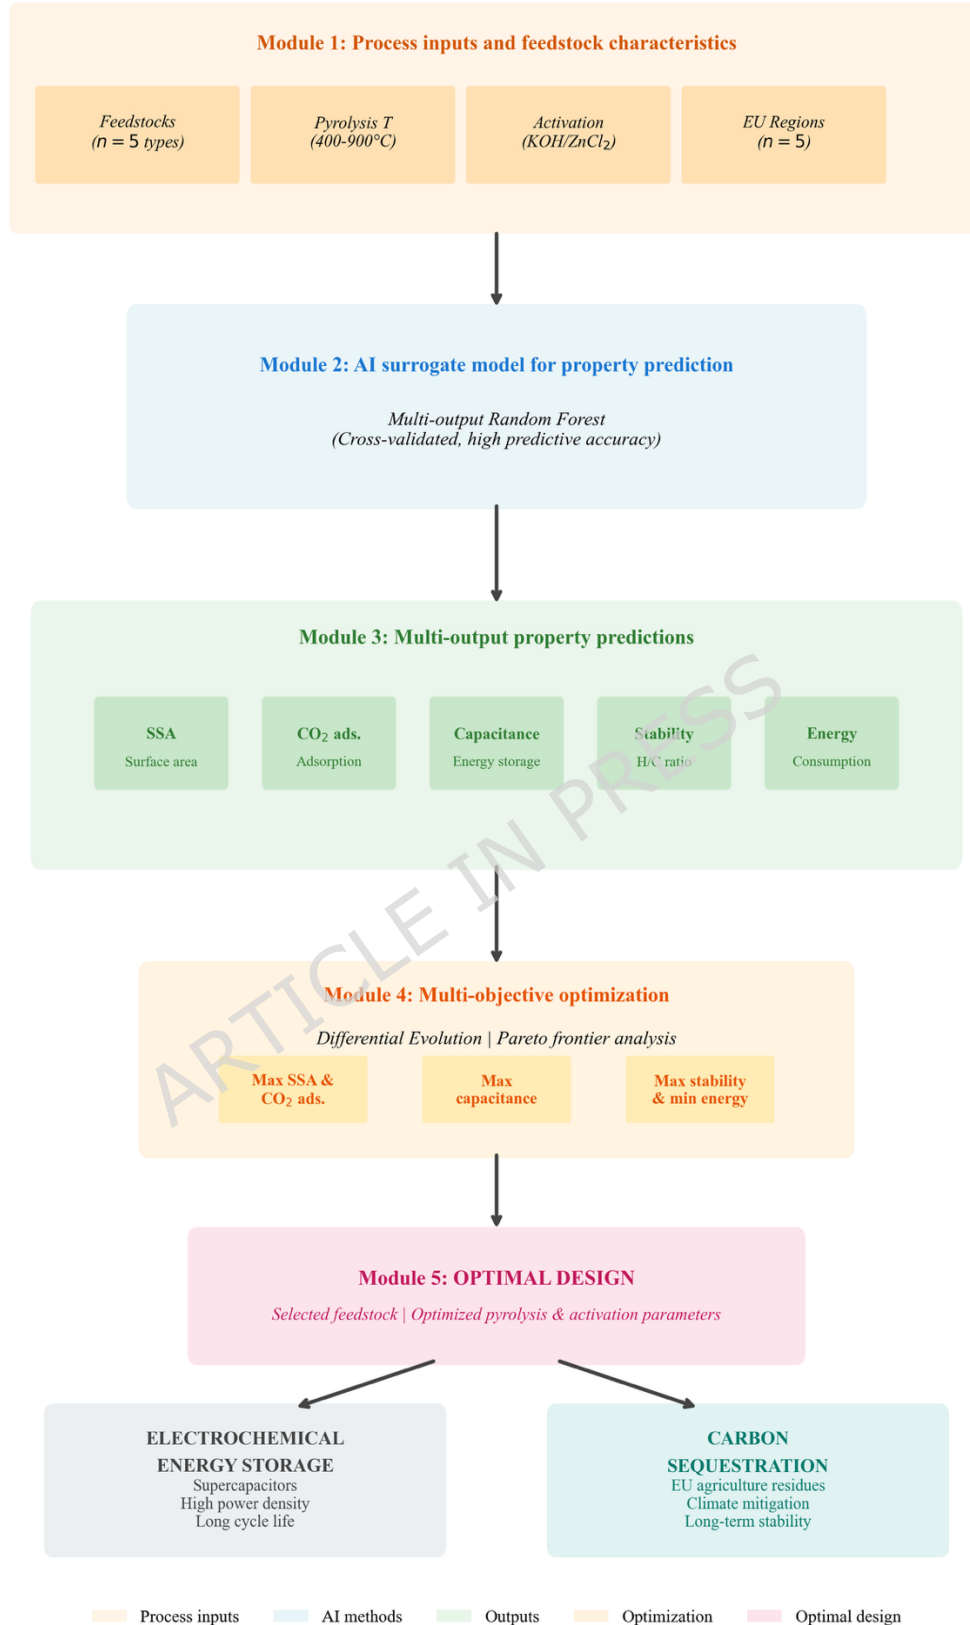 Module 1: Process inputs and feedstock characteristics
Feedstocks
(n = 5 types)
Pyrolysis T
(400-900°C)
Activation
(KOH/ZnCl₂)
EU Regions
(n = 5)
Module 2: AI surrogate model for property prediction
Multi-output Random Forest
(Cross-validated, high predictive accuracy)
Module 3: Multi-output property predictions
SSA
Surface area
CO₂ ads.
Adsorption
Capacitance
Energy storage
Stability
H/C ratio
Energy
Consumption
ARTICLE IN PRESS
Module 4: Multi-objective optimization
Differential Evolution | Pareto frontier analysis
Max SSA &
CO₂ ads.
Max
capacitance
Max stability
& min energy
Module 5: OPTIMAL DESIGN
Selected feedstock | Optimized pyrolysis & activation parameters
ELECTROCHEMICAL
ENERGY STORAGE
Supercapacitors
High power density
Long cycle life
CARBON
SEQUESTRATION
EU agriculture residues
Climate mitigation
Long-term stability
Process inputs
AI methods
Outputs
Optimization
Optimal design